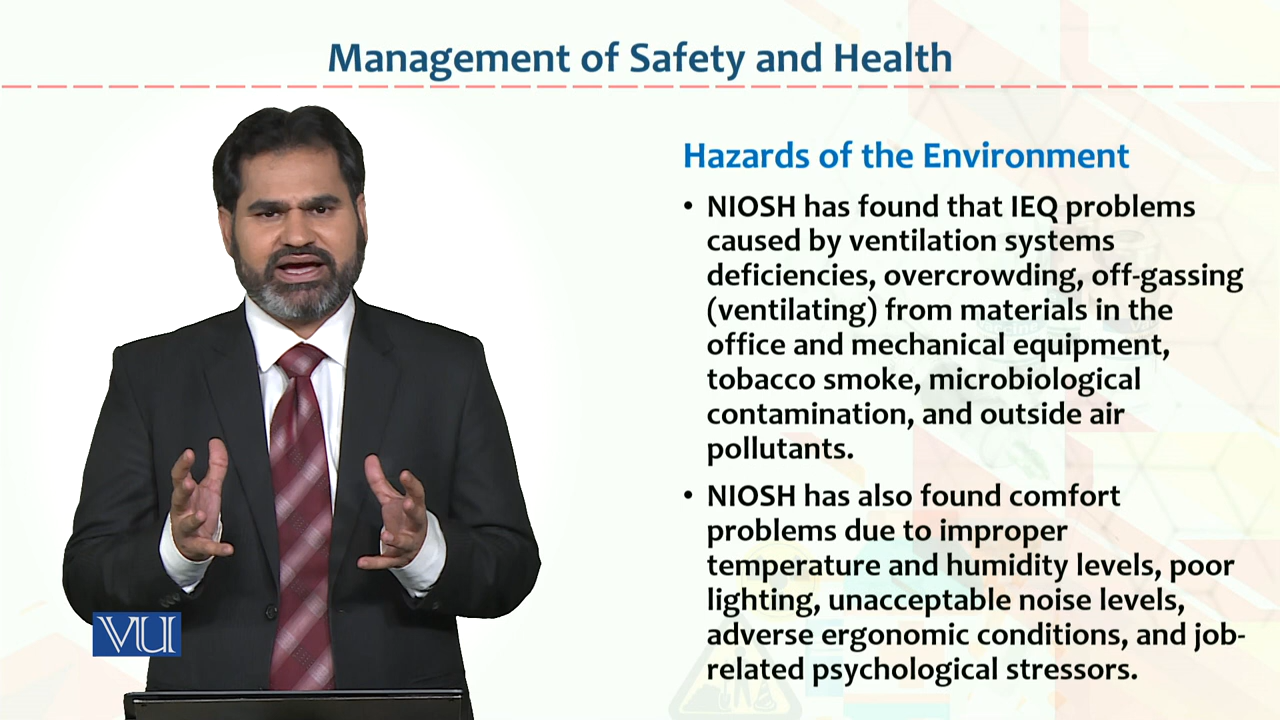 Management of Safety and Health
Hazards of the Environment
• NIOSH has found that IEQ problems
caused by ventilation systems
deficiencies, overcrowding, off-gassing
(ventilating) from materials in the
office and mechanical equipment,
tobacco smoke, microbiological
contamination, and outside air
pollutants.
• NIOSH has also found comfort
problems due to improper
temperature and humidity levels, poor
lighting, unacceptable noise levels,
adverse ergonomic conditions, and job-
related psychological stressors.
VU